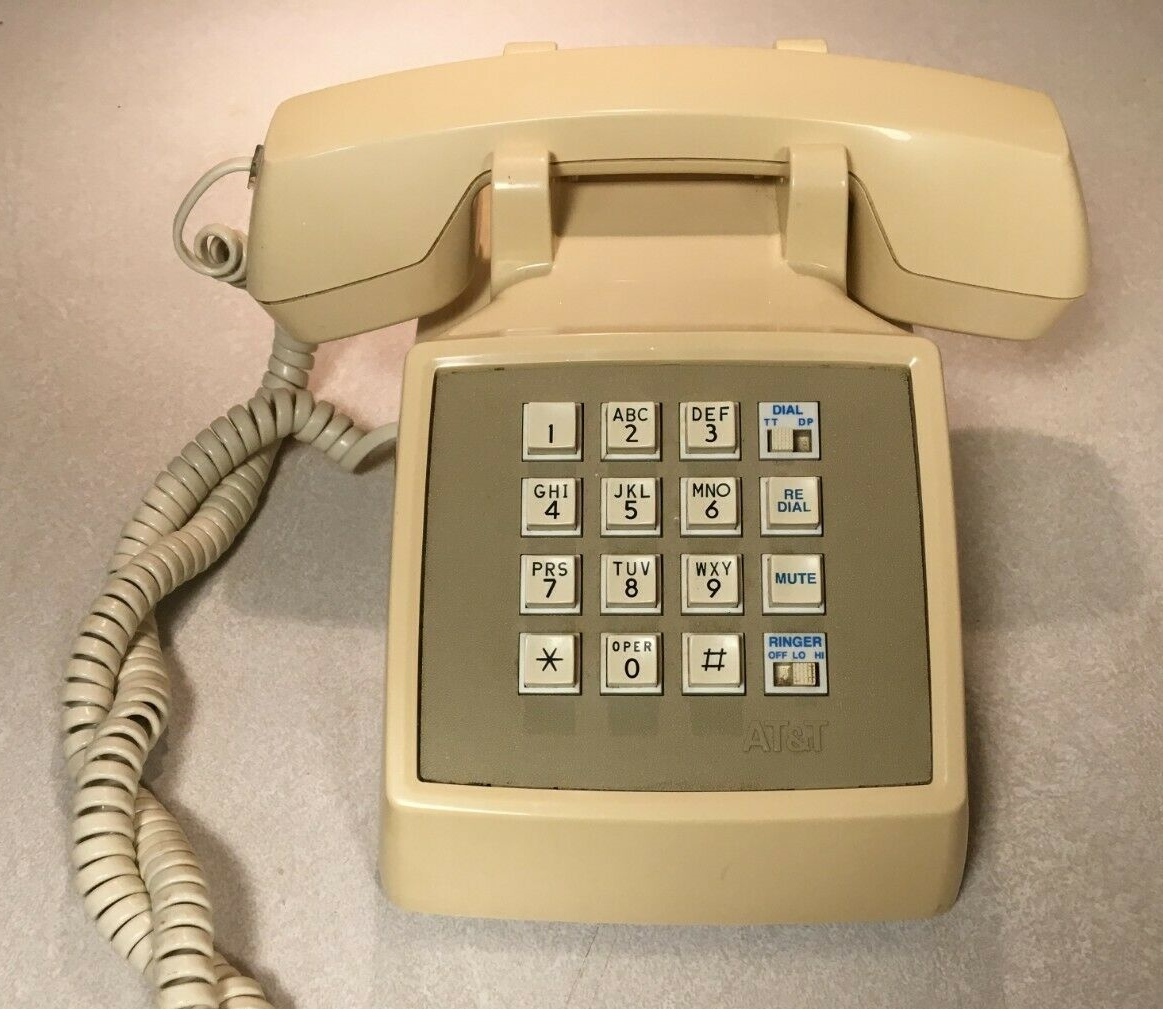 1
ABC
2
DEF
3
DIAL
TT DP
GHI
4
JKL
5
MNO
6
RE
DIAL
PRS
7
TUV
8
WXY
9
MUTE
*
OPER
0
#
RINGER
OFF LO HI
AT&T